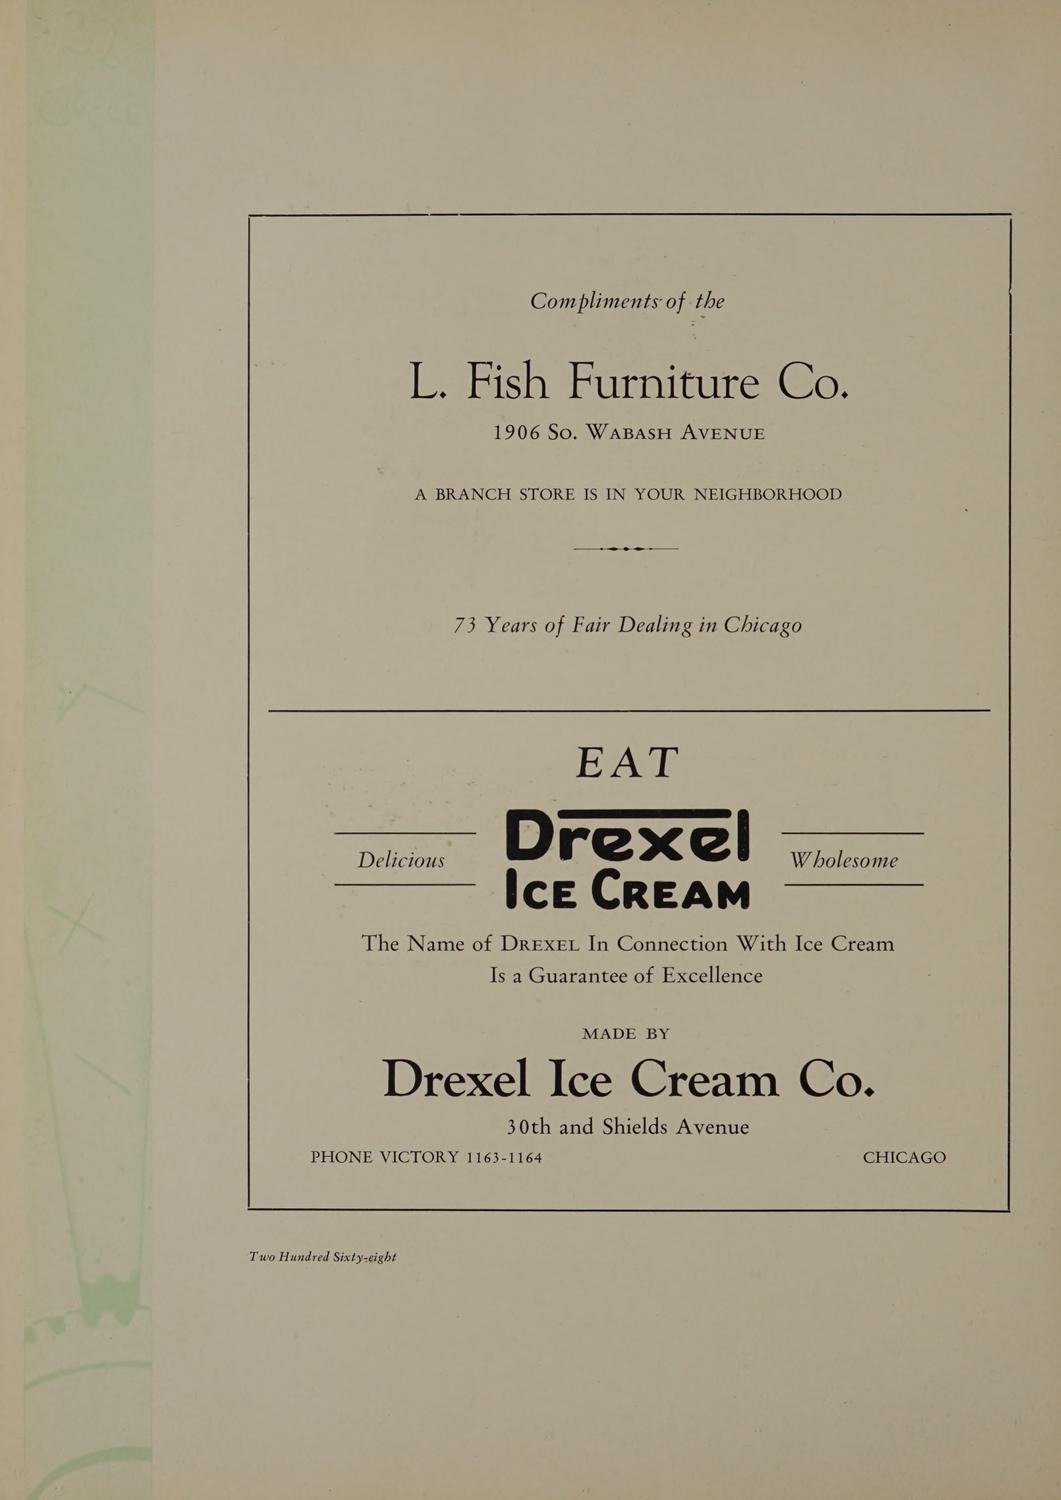 Compliments of the
L. Fish Furniture Co.
1906 So. Wabash Avenue
A BRANCH STORE IS IN YOUR NEIGHBORHOOD
73 Years of Fair Dealing in Chicago
EAT
Delicious Drexel Wholesome
ICE CREAM
The Name of DREXEL In Connection With Ice Cream
Is a Guarantee of Excellence
MADE BY
Drexel Ice Cream Co.
30th and Shields Avenue
PHONE VICTORY 1163-1164 CHICAGO
Two Hundred Sixty-eight